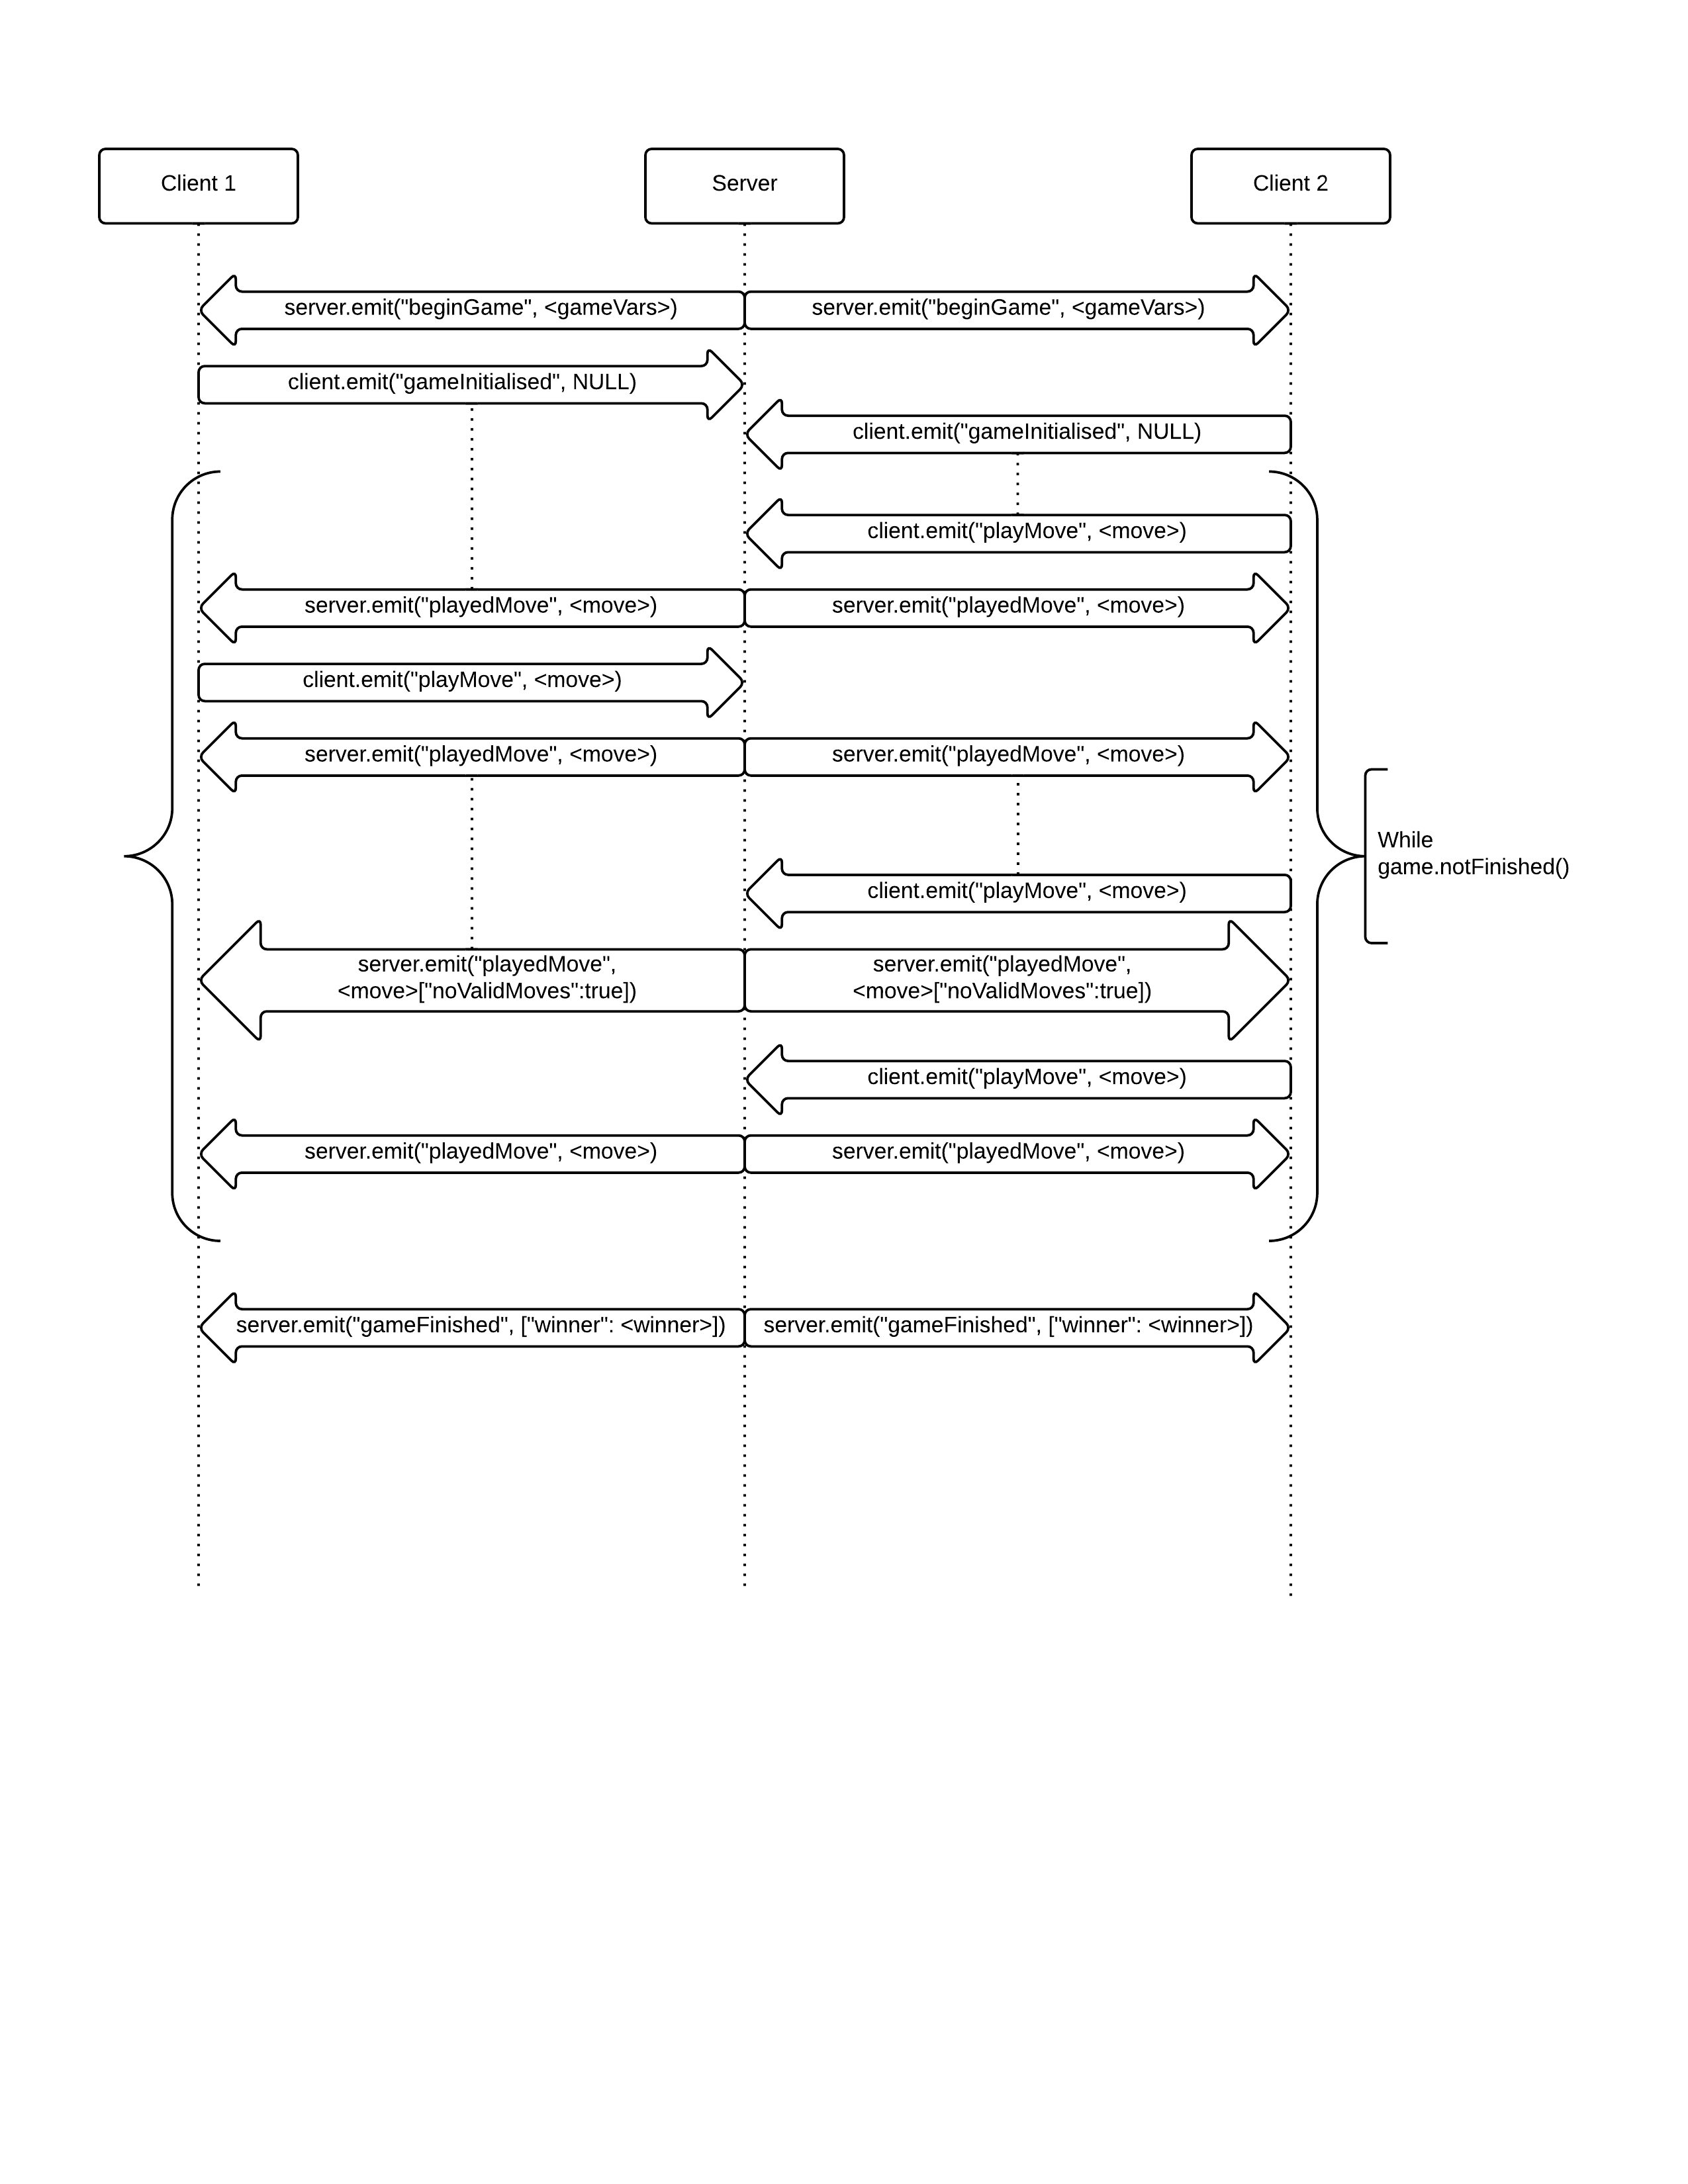 Client 1
Server
Client 2
server.emit("beginGame", <gameVars>)
server.emit("beginGame", <gameVars>)
client.emit("gameInitialised", NULL)
client.emit("gameInitialised", NULL)
client.emit("playMove", <move>)
server.emit("playedMove", <move>)
server.emit("playedMove", <move>)
client.emit("playMove", <move>)
server.emit("playedMove", <move>)
server.emit("playedMove", <move>)
While
game.notFinished()
client.emit("playMove", <move>)
server.emit("playedMove",
<move>["noValidMoves":true])
server.emit("playedMove",
<move>["noValidMoves":true])
client.emit("playMove", <move>)
server.emit("playedMove", <move>)
server.emit("playedMove", <move>)
server.emit("gameFinished", ["winner": <winner>])
server.emit("gameFinished", ["winner": <winner>])